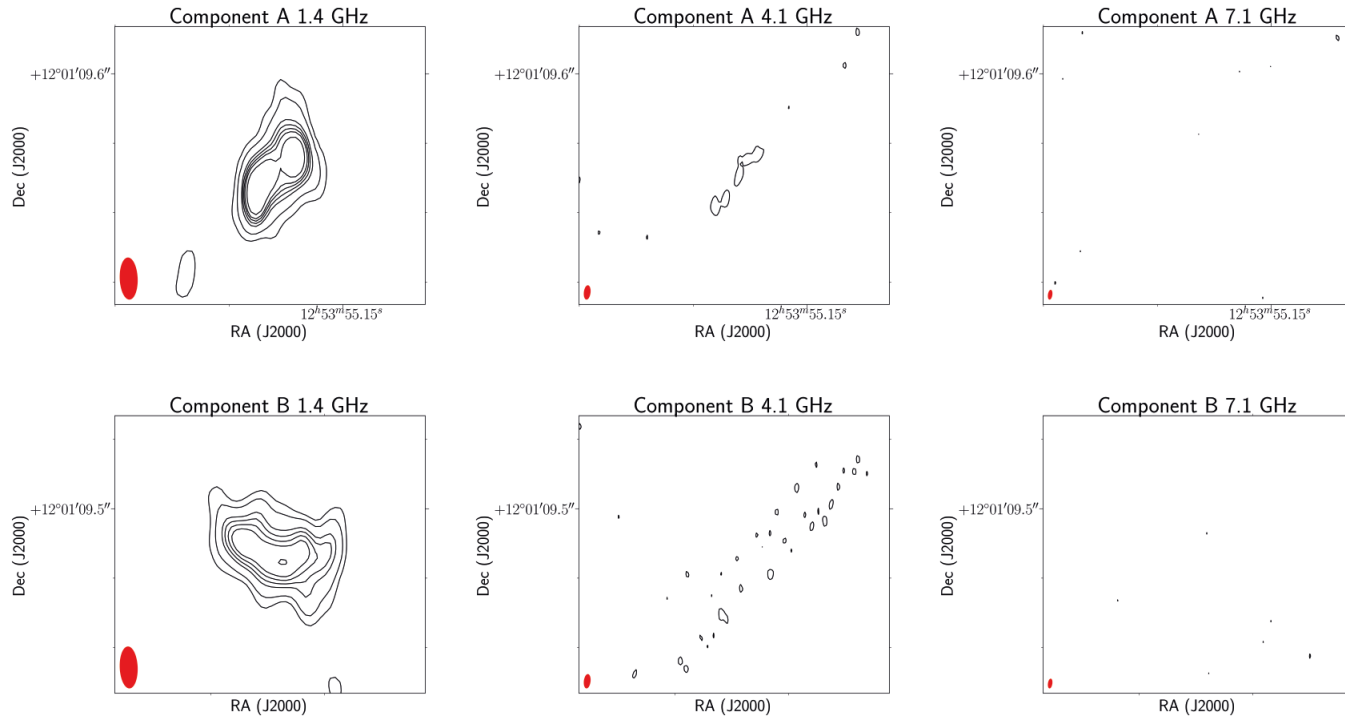 Component A 1.4 GHz
Component A 4.1 GHz
Component A 7.1 GHz
+12°01′09.6″
+12°01′09.6″
+12°01′09.6″
Dec (J2000)
Dec (J2000)
Dec (J2000)
12ʰ53ᵐ55.15ˢ
12ʰ53ᵐ55.15ˢ
12ʰ53ᵐ55.15ˢ
RA (J2000)
RA (J2000)
RA (J2000)
Component B 1.4 GHz
Component B 4.1 GHz
Component B 7.1 GHz
+12°01′09.5″
+12°01′09.5″
+12°01′09.5″
Dec (J2000)
Dec (J2000)
Dec (J2000)
RA (J2000)
RA (J2000)
RA (J2000)